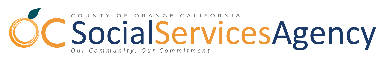 COUNTY OF ORANGE CALIFORNIA
OC SocialServicesAgency
Our Community. Our Commitment.